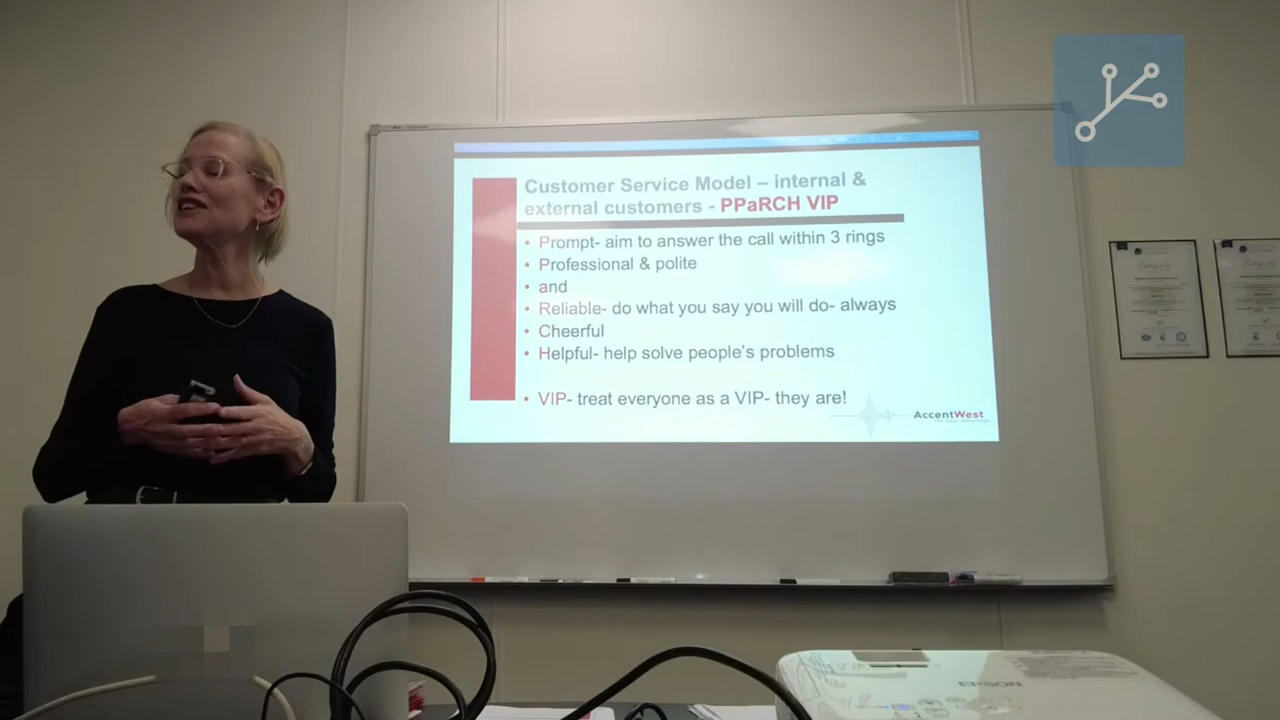 Customer Service Model – internal &
external customers - PPaRCH VIP
• Prompt- aim to answer the call within 3 rings
• Professional & polite
• and
• Reliable- do what you say you will do- always
• Cheerful
• Helpful- help solve people's problems
• VIP- treat everyone as a VIP- they are!
AccentWest
EPSON